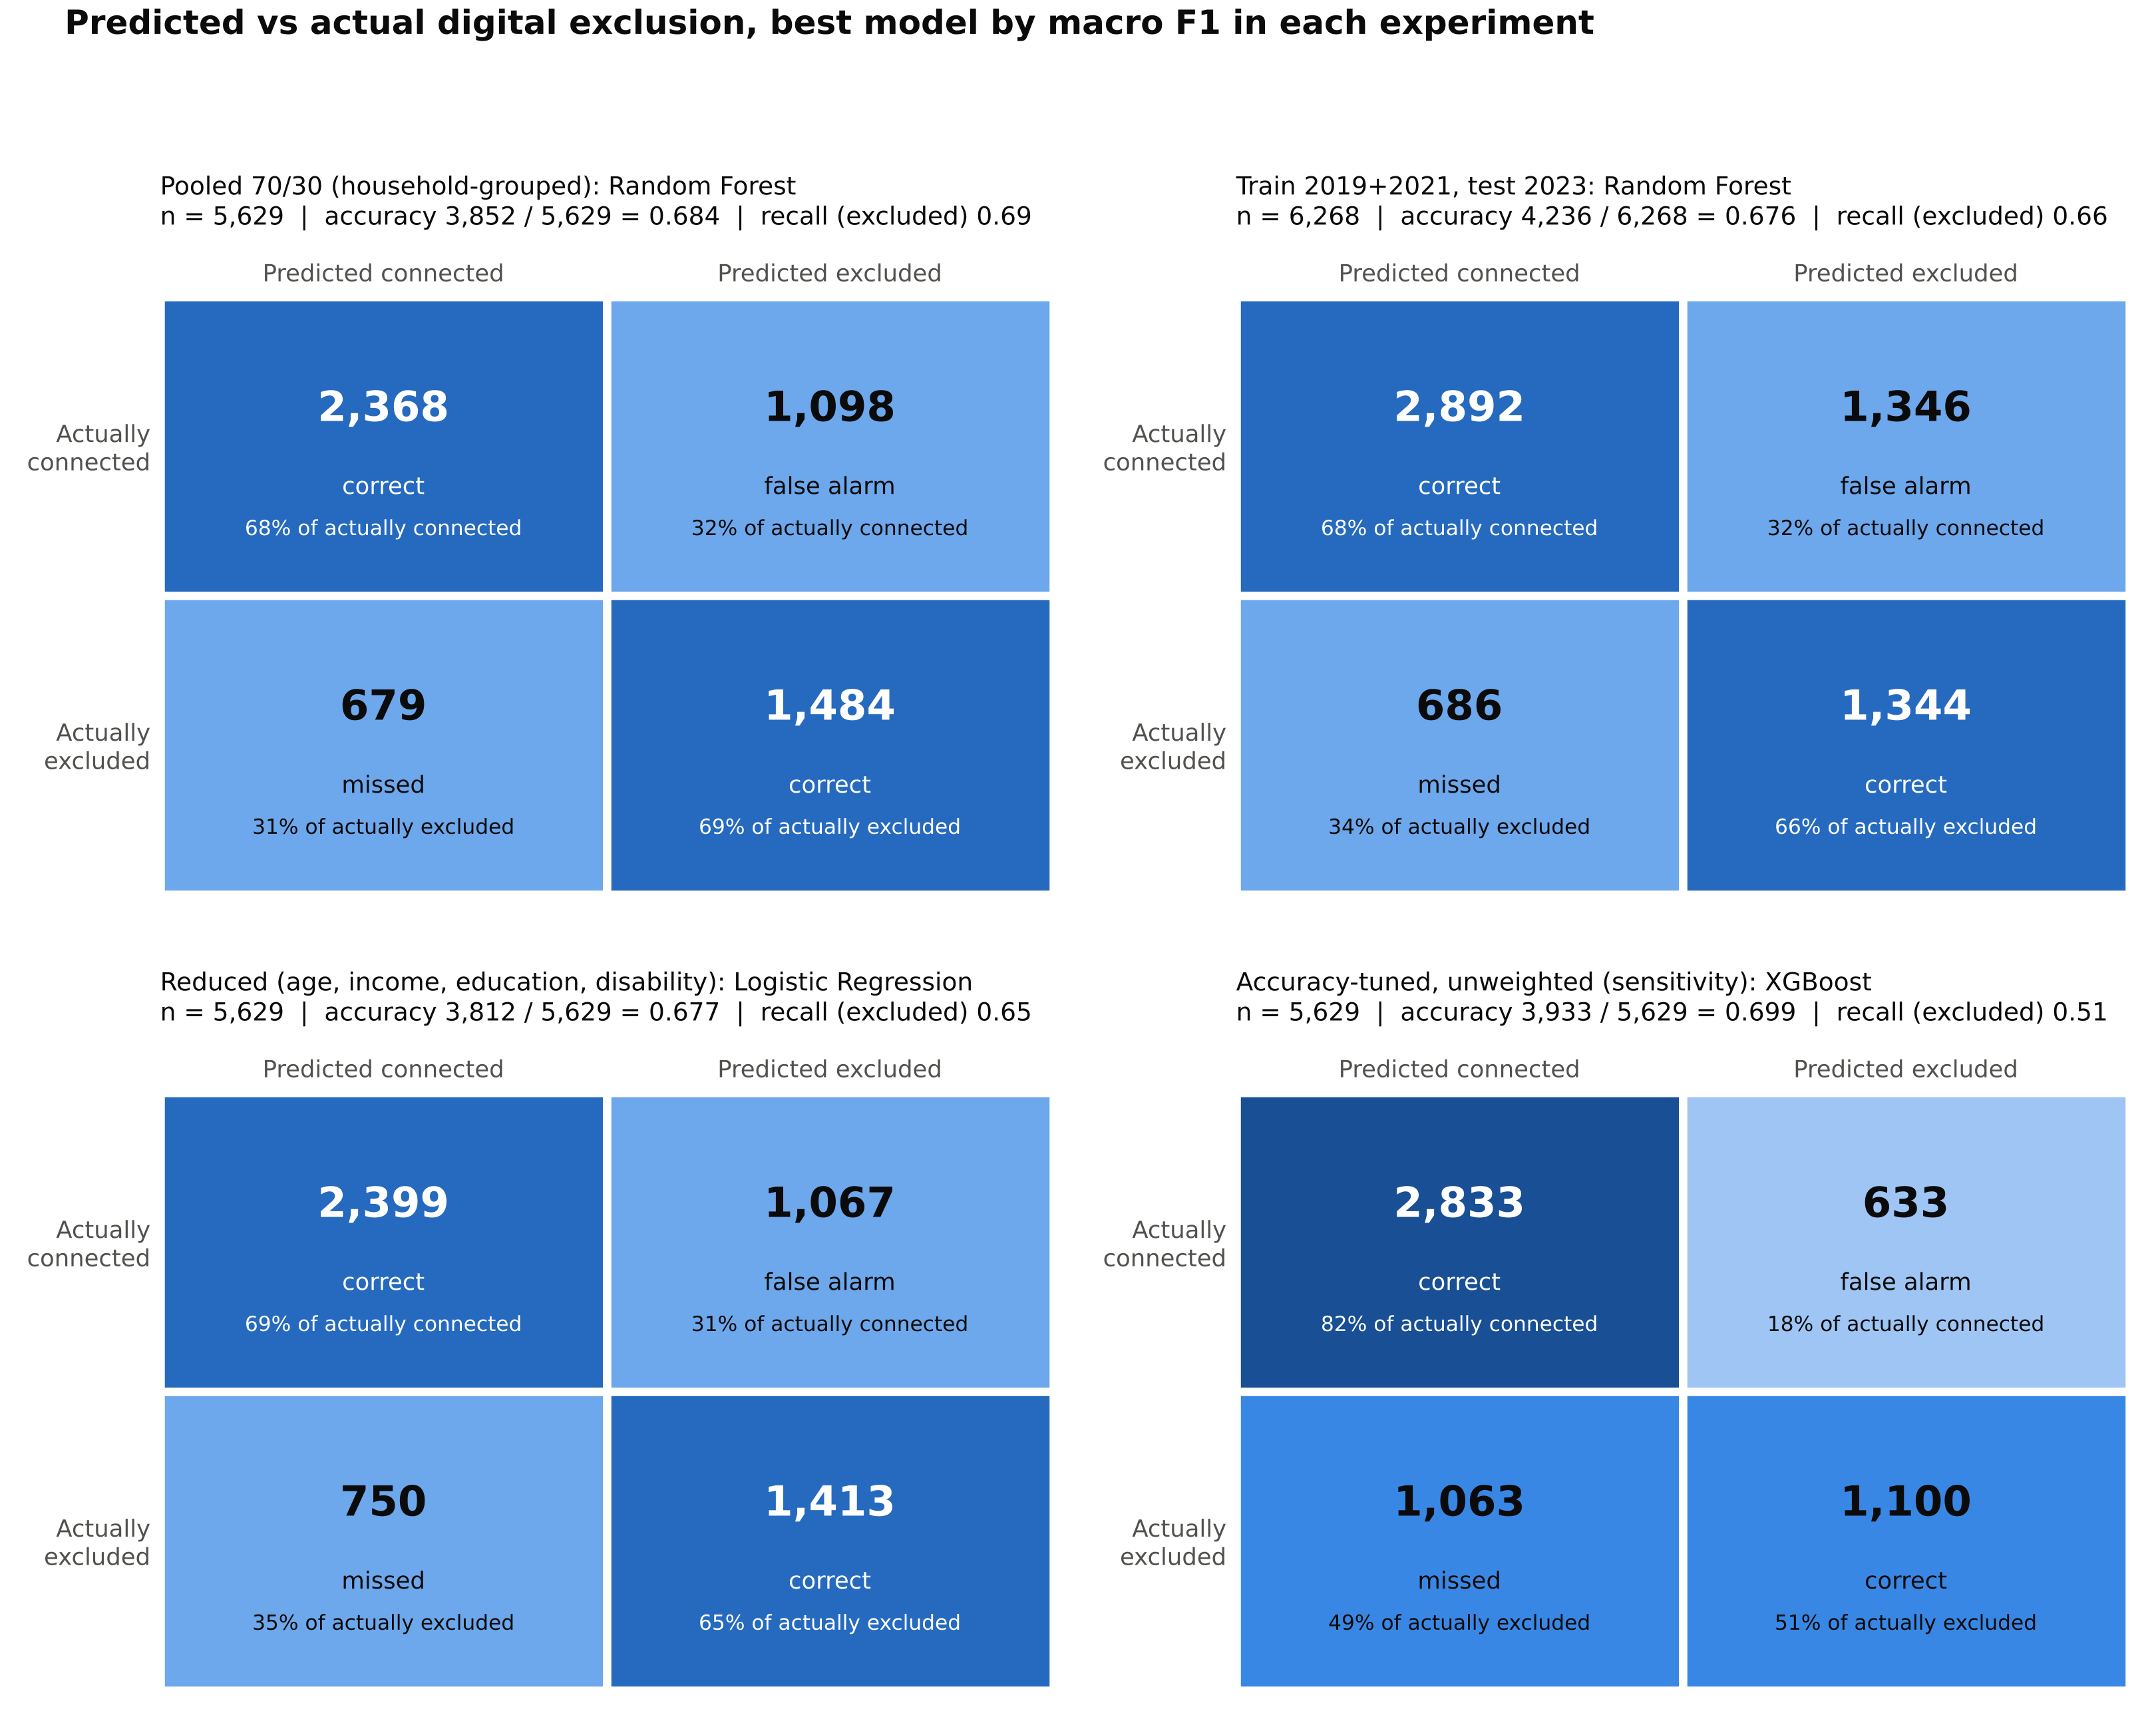 Predicted vs actual digital exclusion, best model by macro F1 in each experiment
Pooled 70/30 (household-grouped): Random Forest
n = 5,629  |  accuracy 3,852 / 5,629 = 0.684  |  recall (excluded) 0.69
Predicted connected
Predicted excluded
Actually
connected
2,368
correct
68% of actually connected
1,098
false alarm
32% of actually connected
Actually
excluded
679
missed
31% of actually excluded
1,484
correct
69% of actually excluded
Train 2019+2021, test 2023: Random Forest
n = 6,268  |  accuracy 4,236 / 6,268 = 0.676  |  recall (excluded) 0.66
Predicted connected
Predicted excluded
Actually
connected
2,892
correct
68% of actually connected
1,346
false alarm
32% of actually connected
Actually
excluded
686
missed
34% of actually excluded
1,344
correct
66% of actually excluded
Reduced (age, income, education, disability): Logistic Regression
n = 5,629  |  accuracy 3,812 / 5,629 = 0.677  |  recall (excluded) 0.65
Predicted connected
Predicted excluded
Actually
connected
2,399
correct
69% of actually connected
1,067
false alarm
31% of actually connected
Actually
excluded
750
missed
35% of actually excluded
1,413
correct
65% of actually excluded
Accuracy-tuned, unweighted (sensitivity): XGBoost
n = 5,629  |  accuracy 3,933 / 5,629 = 0.699  |  recall (excluded) 0.51
Predicted connected
Predicted excluded
Actually
connected
2,833
correct
82% of actually connected
633
false alarm
18% of actually connected
Actually
excluded
1,063
missed
49% of actually excluded
1,100
correct
51% of actually excluded